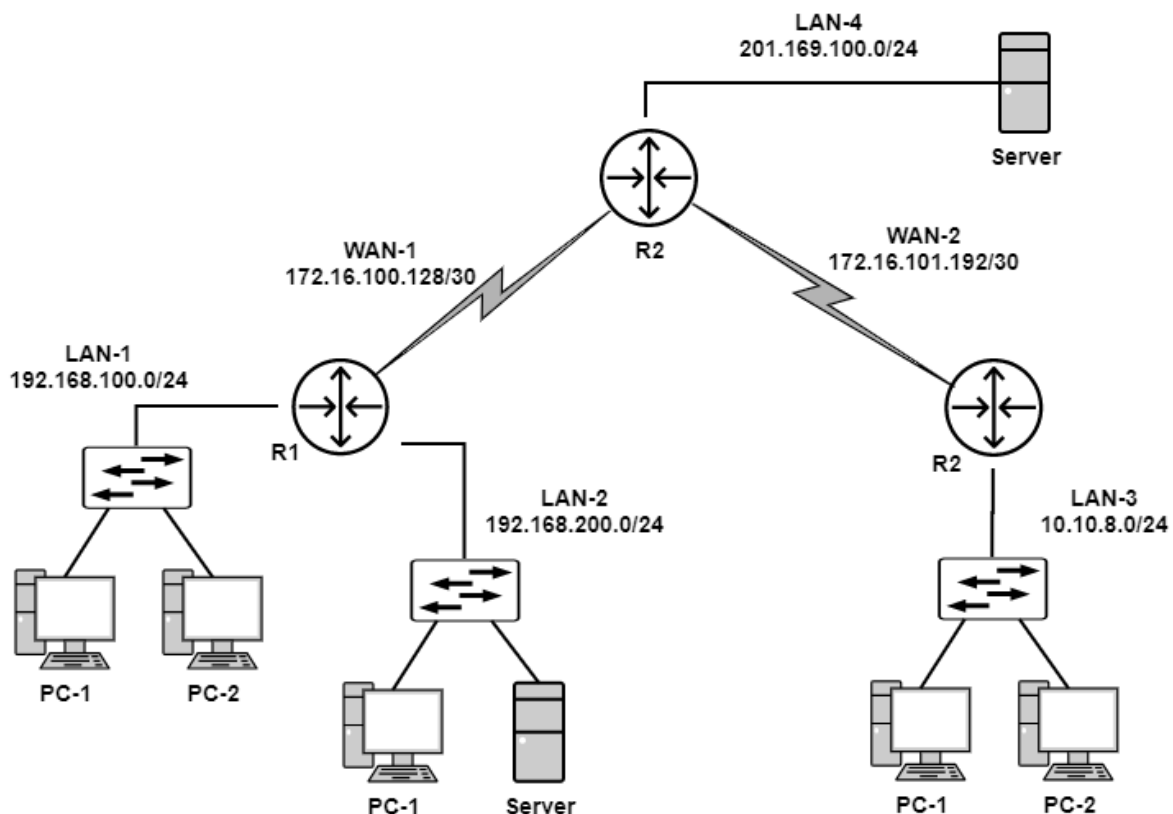 LAN-4
201.169.100.0/24
Server
R2
WAN-1
172.16.100.128/30
WAN-2
172.16.101.192/30
LAN-1
192.168.100.0/24
R1
R2
LAN-2
192.168.200.0/24
LAN-3
10.10.8.0/24
PC-1
PC-2
PC-1
Server
PC-1
PC-2